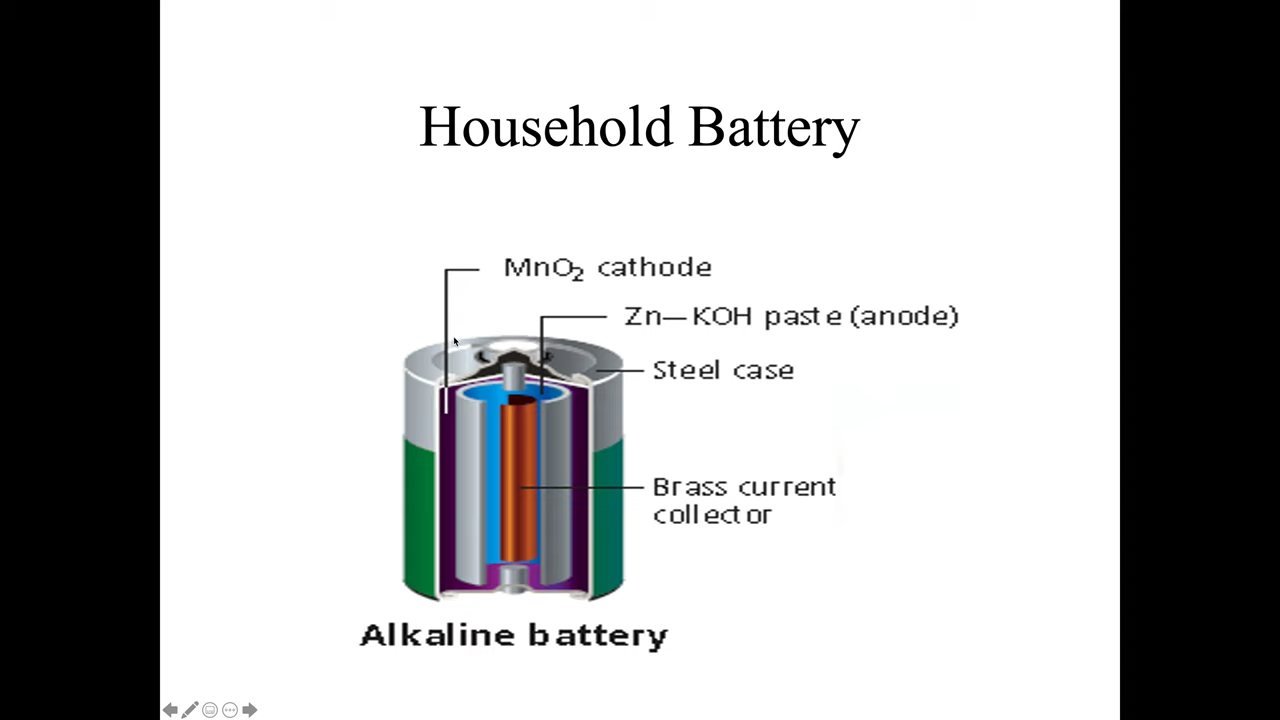 Household Battery
MnO₂ cathode
Zn—KOH paste (anode)
Steel case
Brass current
collector
Alkaline battery